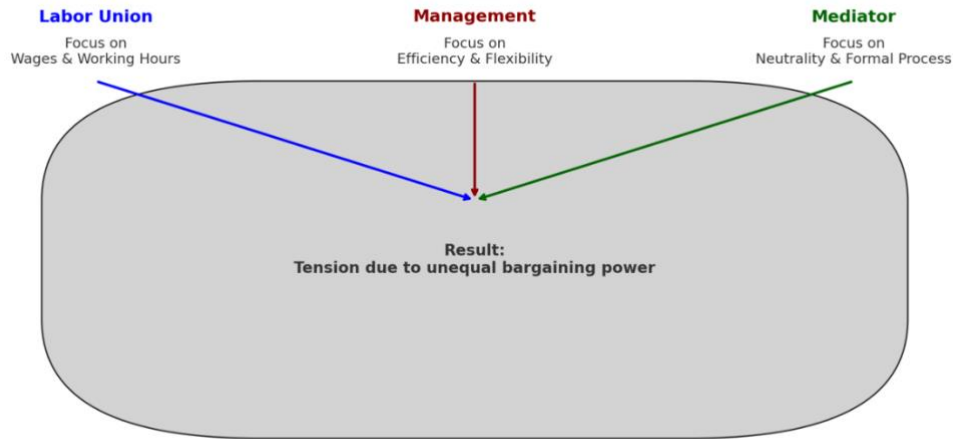 Labor Union
Management
Mediator
Focus on
Wages & Working Hours
Focus on
Efficiency & Flexibility
Focus on
Neutrality & Formal Process
Result:
Tension due to unequal bargaining power